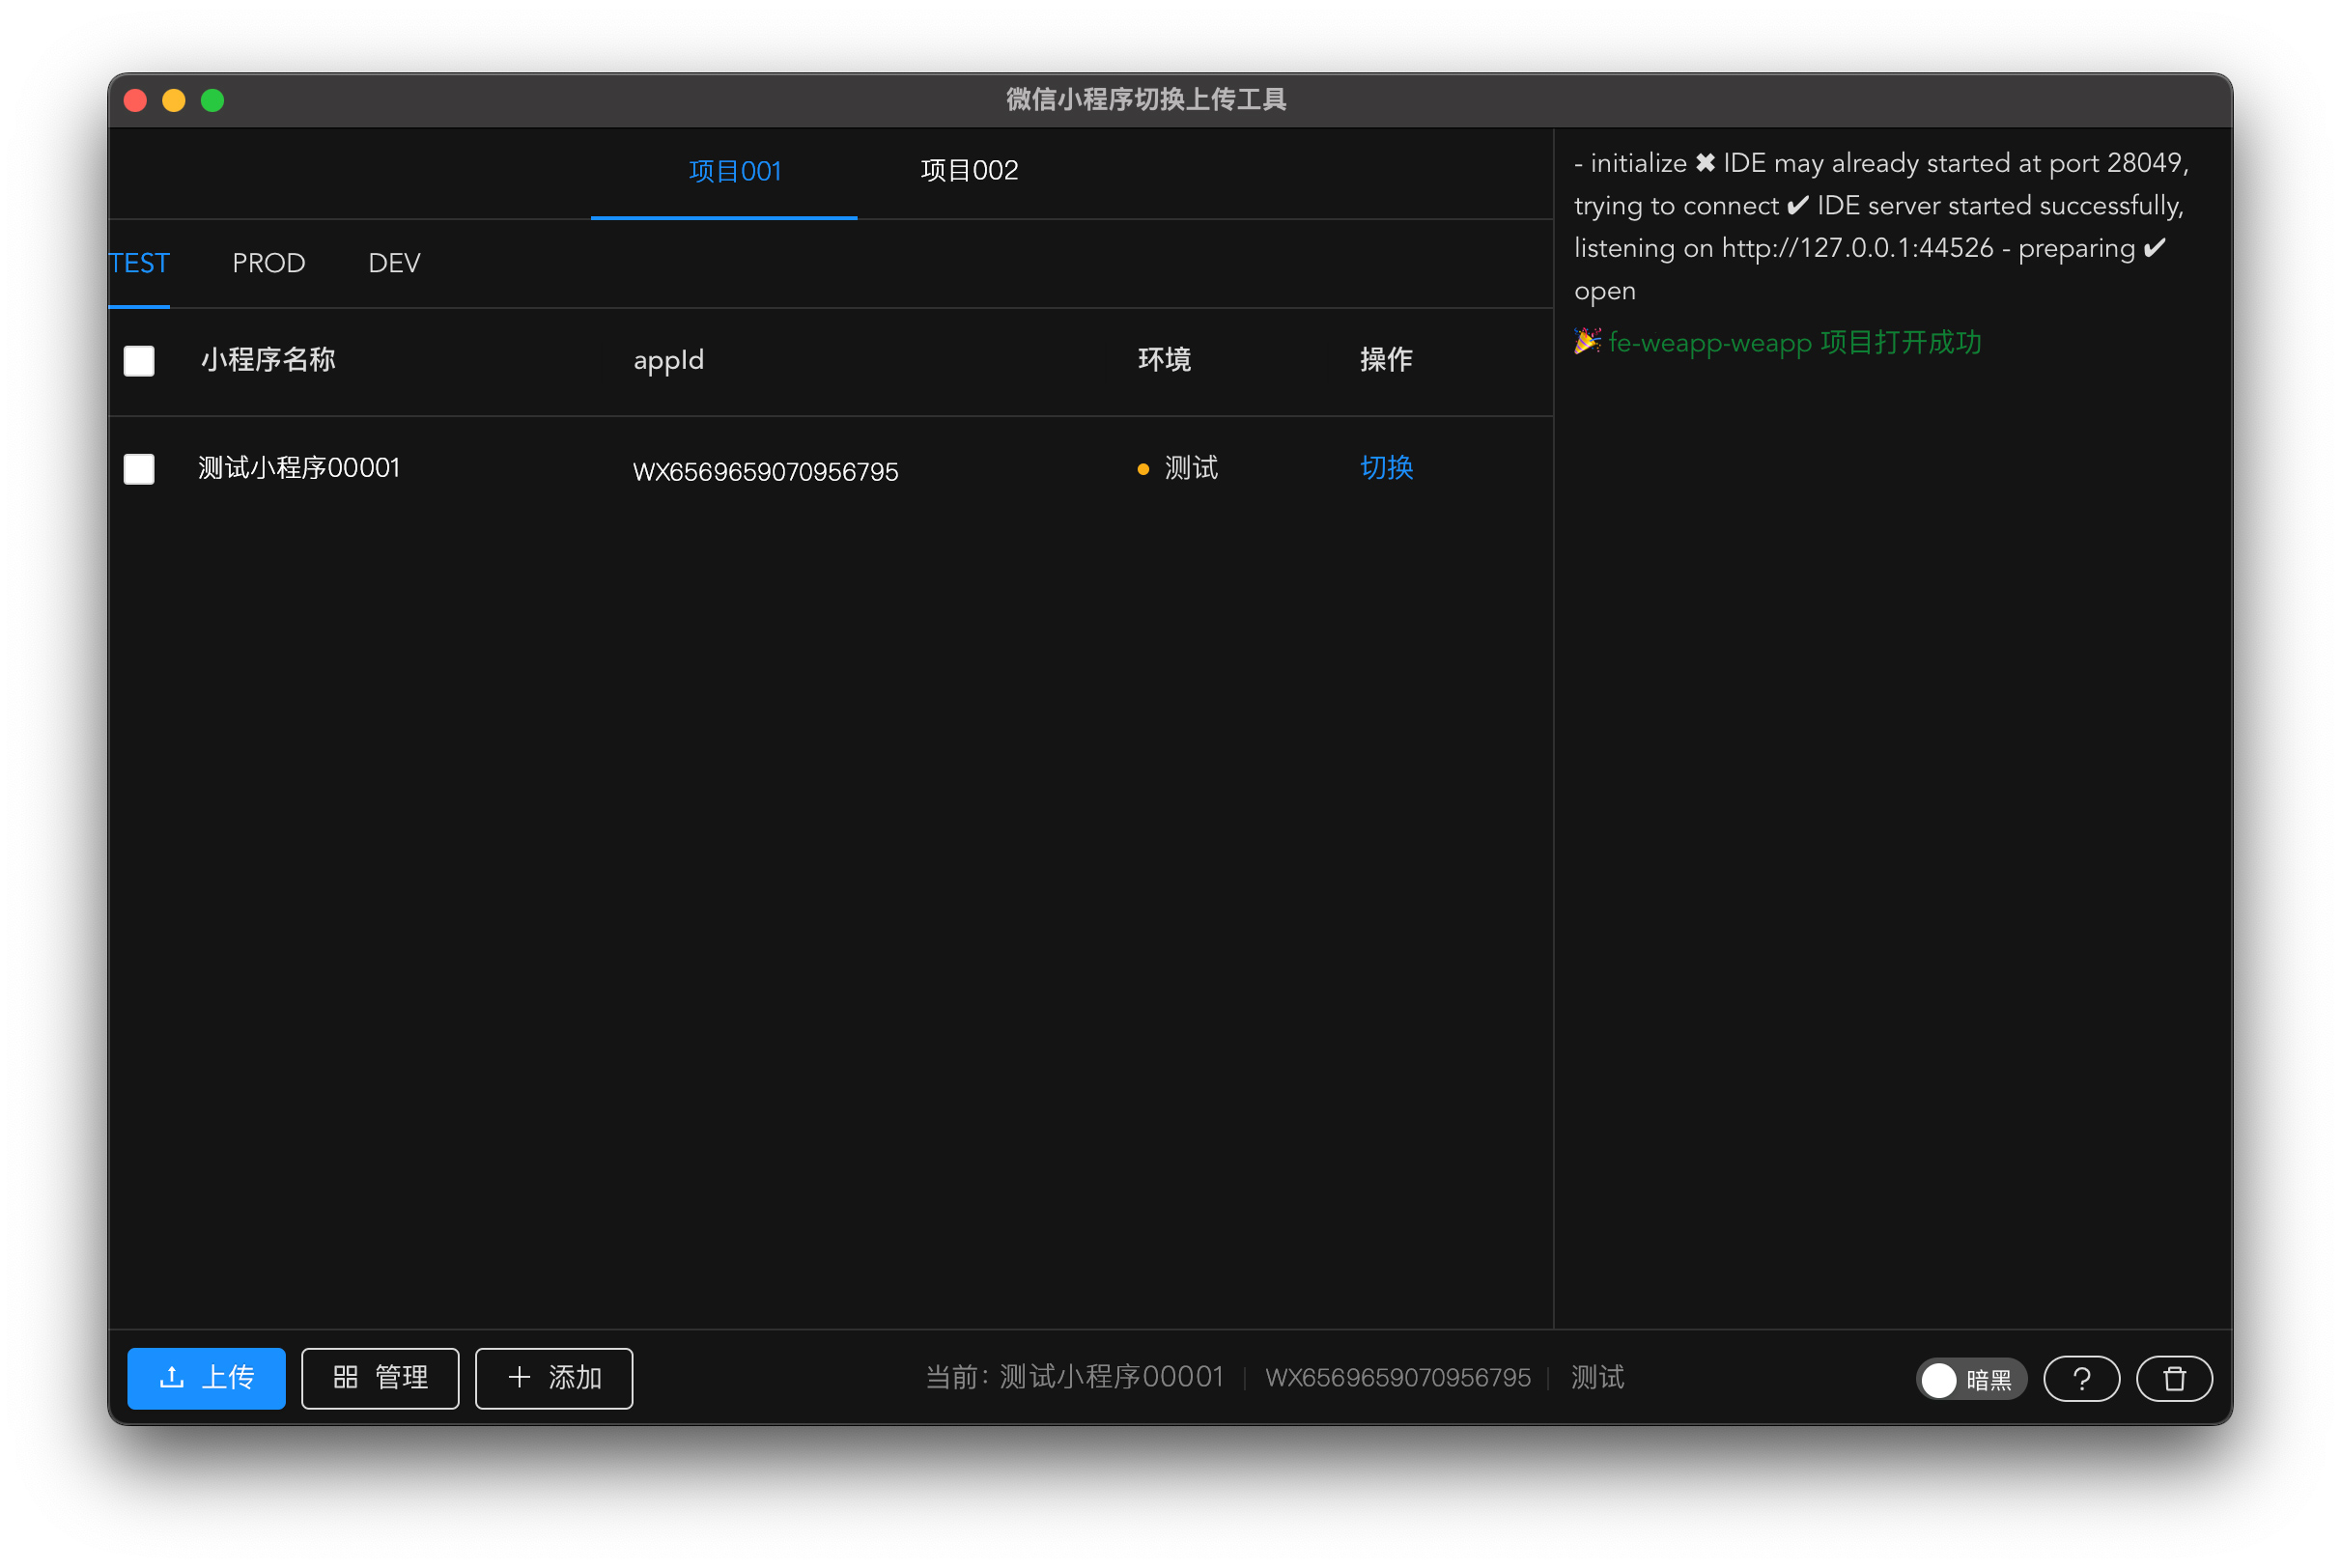 微信小程序切换上传工具
项目001 项目002
TEST PROD DEV
小程序名称 appId 环境 操作
测试小程序00001 WX6569659070956795 测试 切换
- initialize ✖ IDE may already started at port 28049,
trying to connect ✔ IDE server started successfully,
listening on http://127.0.0.1:44526 - preparing ✔
open
🎉 fe-weapp-weapp 项目打开成功
上传 管理 添加
当前: 测试小程序00001 | WX6569659070956795 | 测试
暗黑 ?